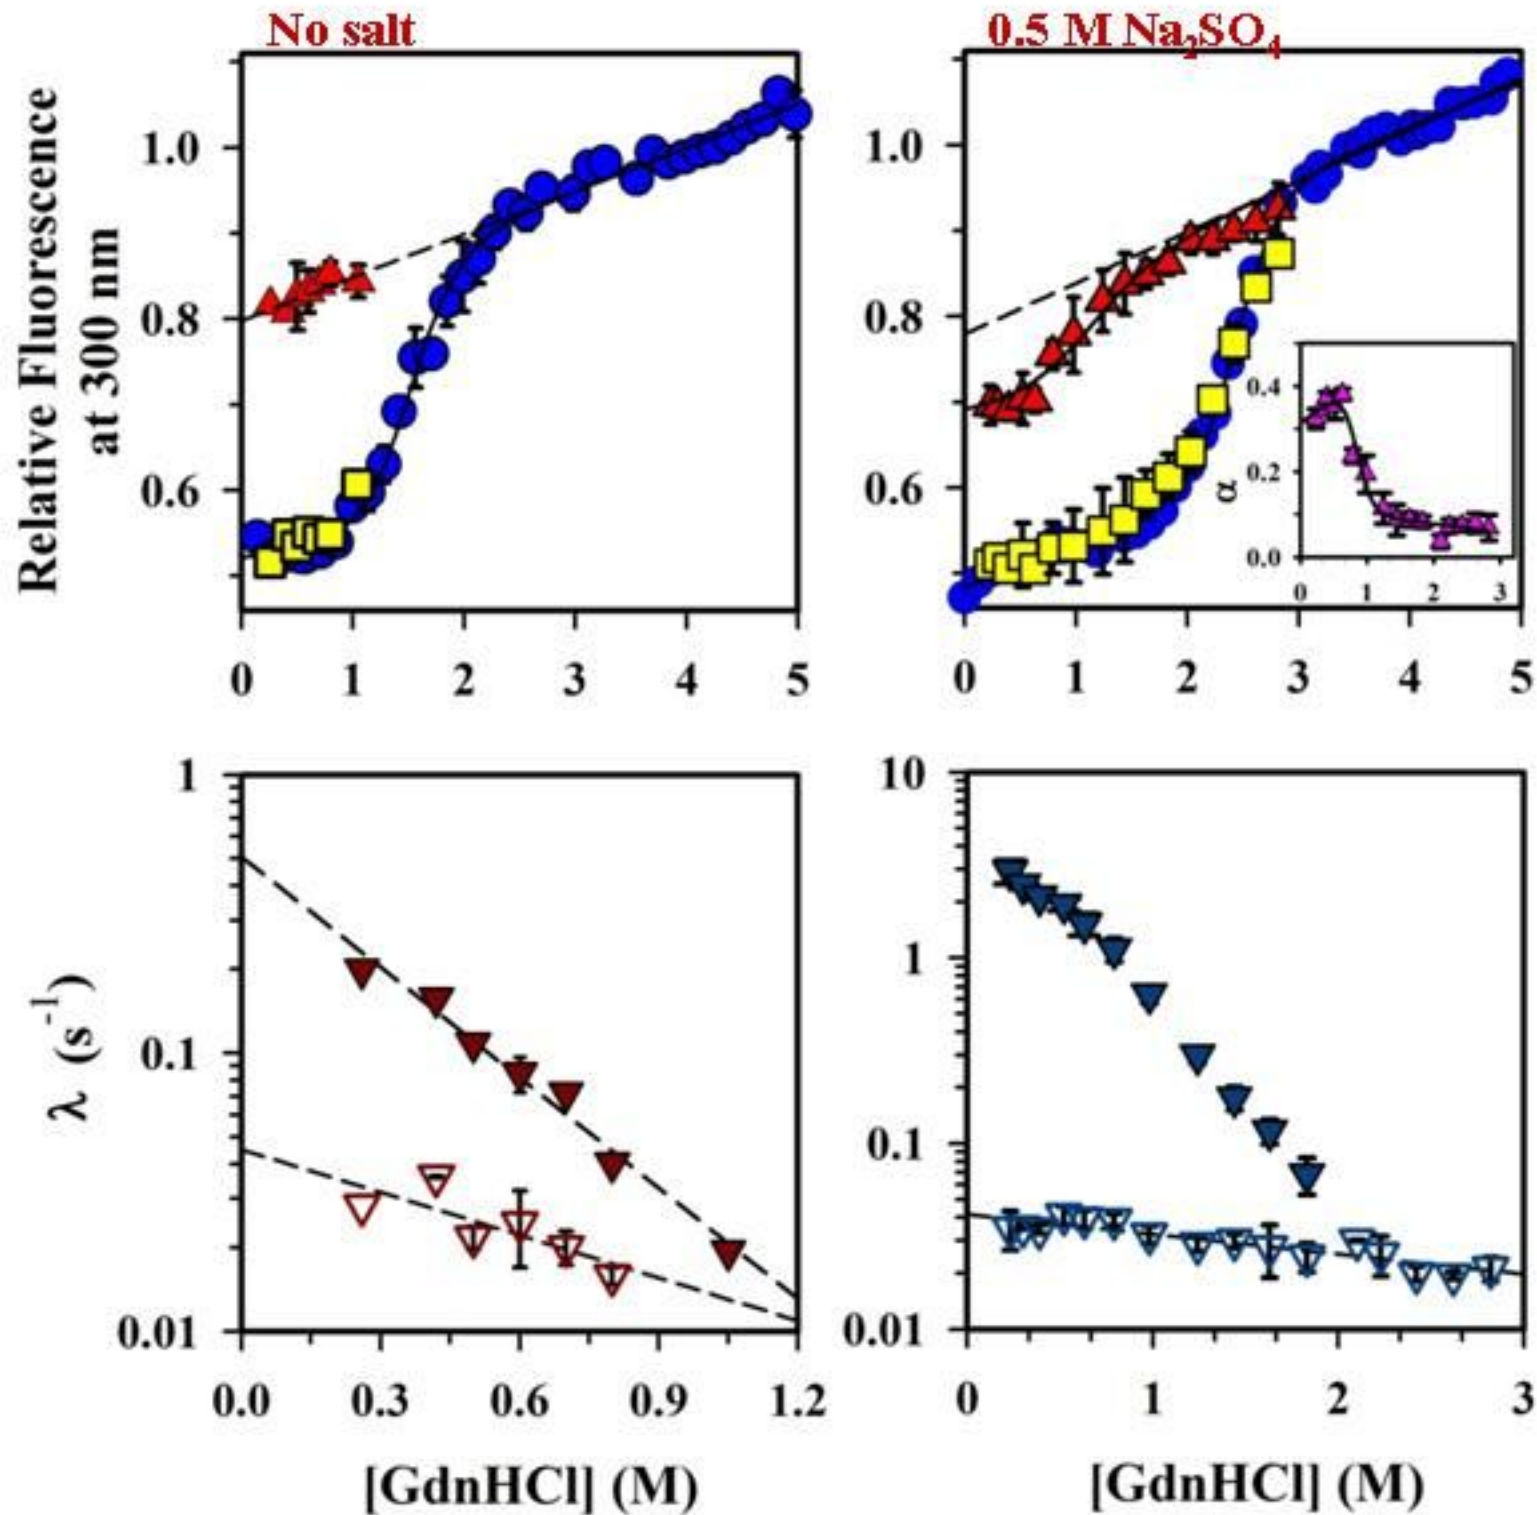 No salt
0.5 M Na₂SO₄
Relative Fluorescence
at 300 nm
1.0
0.8
0.6
0 1 2 3 4 5
1.0
0.8
0.6
0 1 2 3 4 5
α
0.4
0.2
0.0
0 1 2 3
λ (s⁻¹)
1
0.1
0.01
0.0 0.3 0.6 0.9 1.2
[GdnHCl] (M)
10
1
0.1
0.01
0 1 2 3
[GdnHCl] (M)